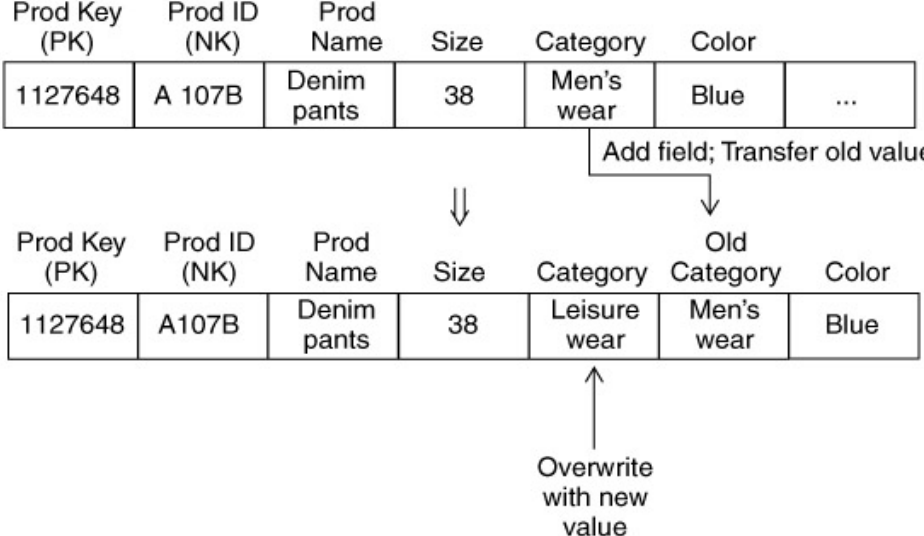 Prod Key Prod ID Prod
(PK) (NK) Name Size Category Color
1127648 A 107B Denim pants 38 Men's wear Blue ...
Add field; Transfer old value
⇓
Prod Key Prod ID Prod Old
(PK) (NK) Name Size Category Category Color
1127648 A107B Denim pants 38 Leisure wear Men's wear Blue
Overwrite
with new
value